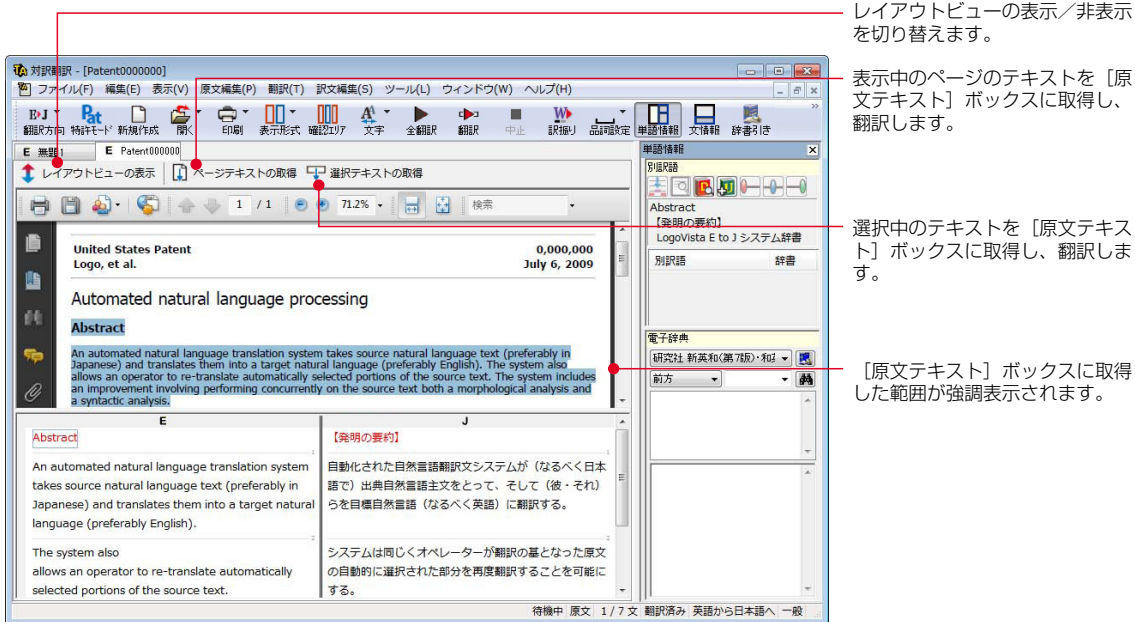 レイアウトビューの表示／非表示
を切り替えます。
表示中のページのテキストを［原
文テキスト］ボックスに取得し、
翻訳します。
選択中のテキストを［原文テキス
ト］ボックスに取得し、翻訳しま
す。
［原文テキスト］ボックスに取得
した範囲が強調表示されます。
対訳翻訳 - [Patent0000000]
ファイル(F) 編集(E) 表示(V) 原文編集(P) 翻訳(T) 訳文編集(S) ツール(L) ウィンドウ(W) ヘルプ(H)
翻訳方向 特許モード 新規作成 開く 印刷 表示形式 確認エリア 文字 全翻訳 翻訳 中止 訳振り 品詞設定 単語情報 文情報 辞書引き
E 無題1 E Patent000000
レイアウトビューの表示 ページテキストの取得 選択テキストの取得
1 / 1 71.2% 検索
United States Patent 0,000,000
Logo, et al. July 6, 2009
Automated natural language processing
Abstract
An automated natural language translation system takes source natural language text (preferably in
Japanese) and translates them into a target natural language (preferably English). The system also
allows an operator to re-translate automatically selected portions of the source text. The system includes
an improvement involving performing concurrently on the source text both a morphological analysis and
a syntactic analysis.
E J
Abstract
An automated natural language translation system
takes source natural language text (preferably in
Japanese) and translates them into a target natural
language (preferably English).
The system also
allows an operator to re-translate automatically
selected portions of the source text.
【発明の要約】
自動化された自然言語翻訳文システムが（なるべく日本
語で）出典自然言語主文をとって、そして（彼・それ）
らを目標自然言語（なるべく英語）に翻訳する。
システムは同じくオペレーターが翻訳の基となった原文
の自動的に選択された部分を再度翻訳することを可能に
する。
単語情報
別訳語
Abstract
【発明の要約】
LogoVista E to J システム辞書
別訳語 辞書
電子辞典
研究社 新英和(第7版)・和
前方
待機中 原文 1 / 7 文 翻訳済み 英語から日本語へ 一般